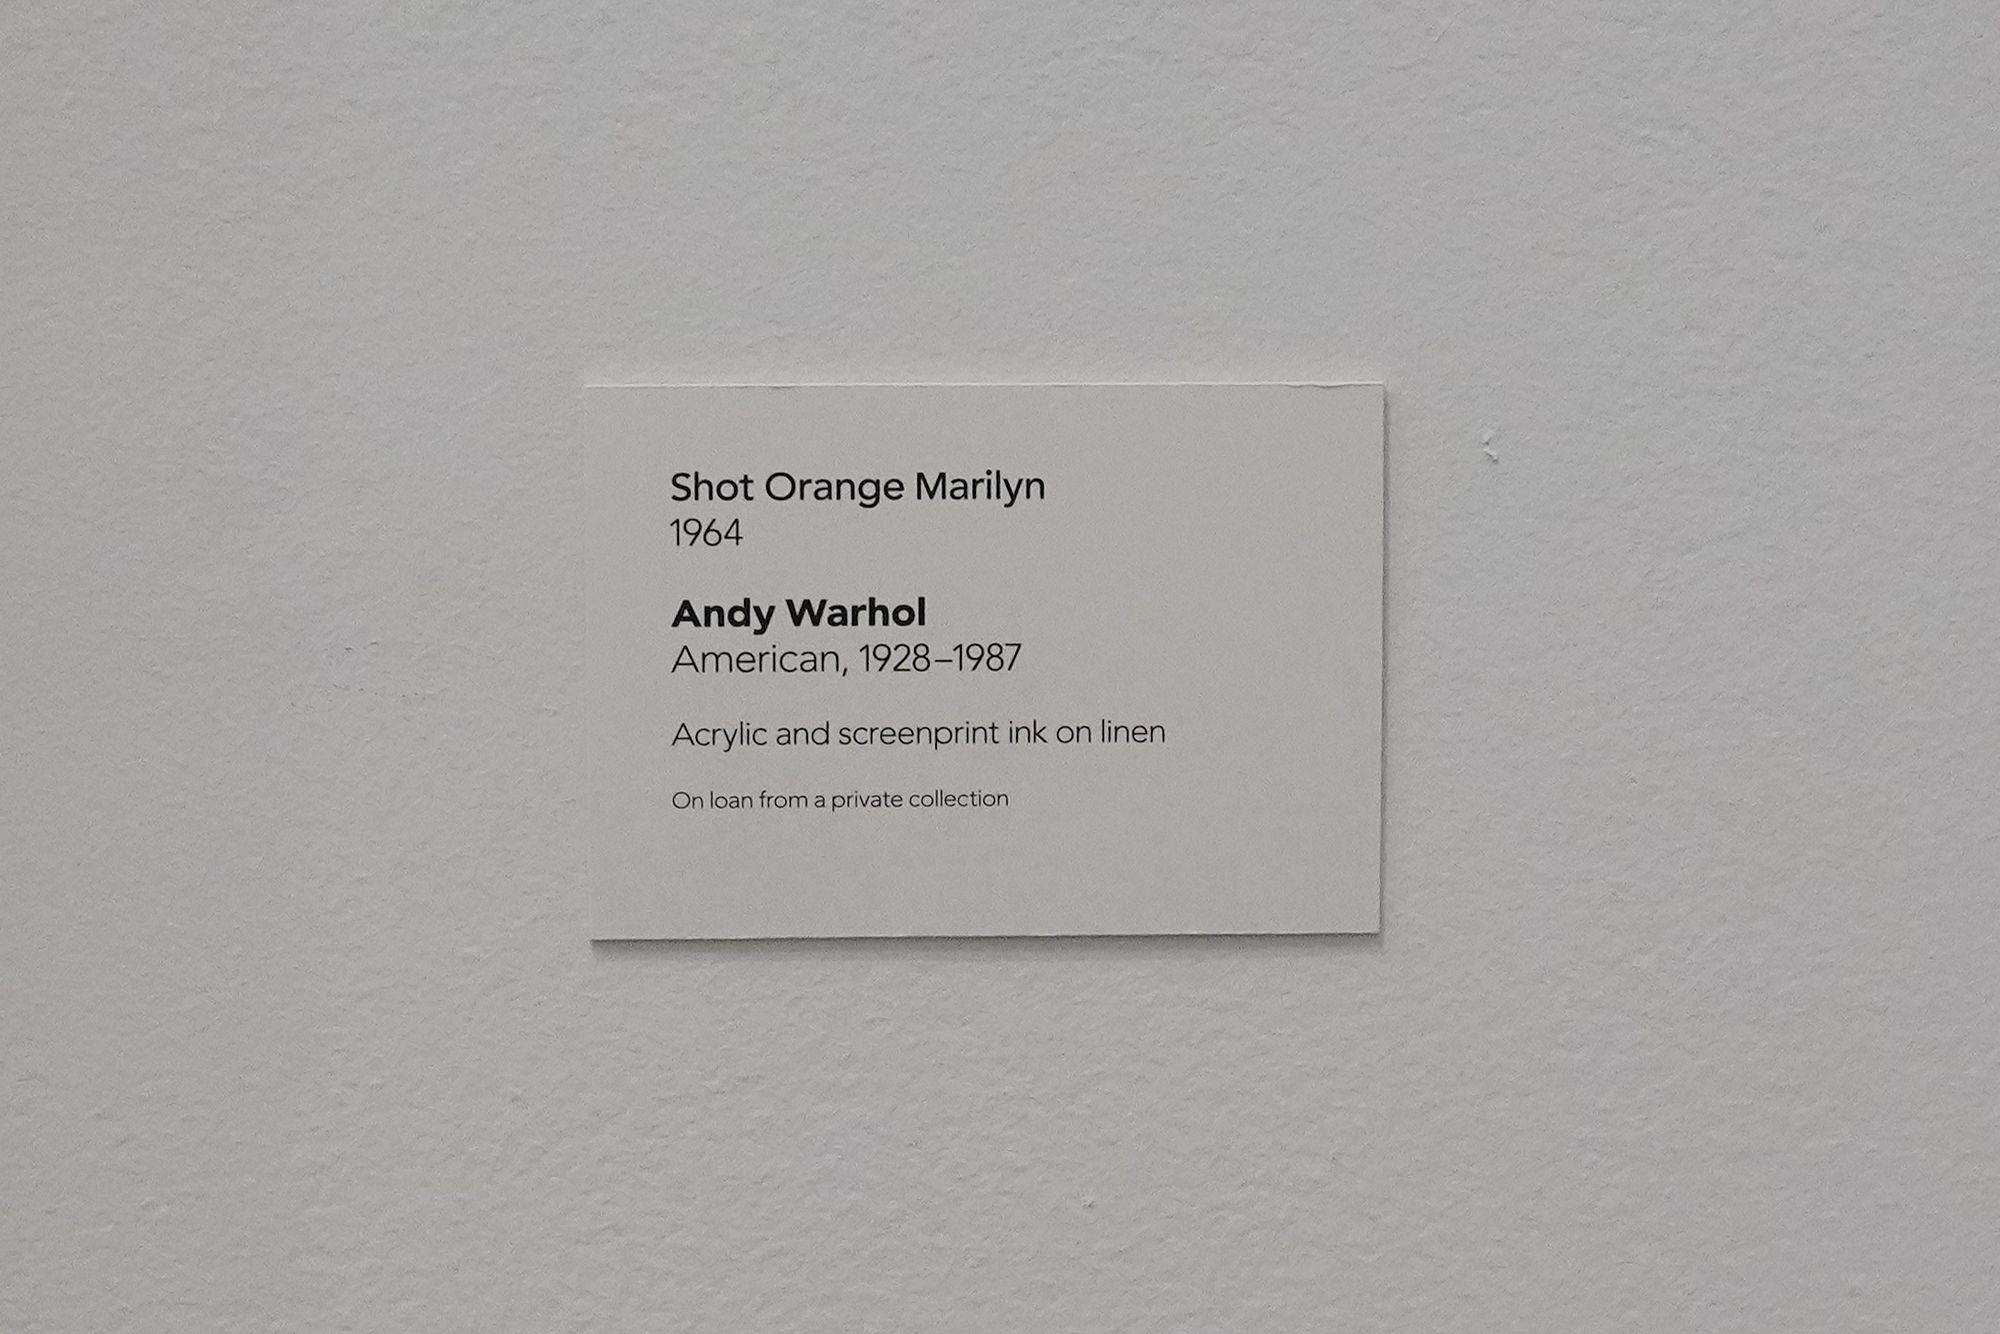 Shot Orange Marilyn
1964
Andy Warhol
American, 1928–1987
Acrylic and screenprint ink on linen
On loan from a private collection